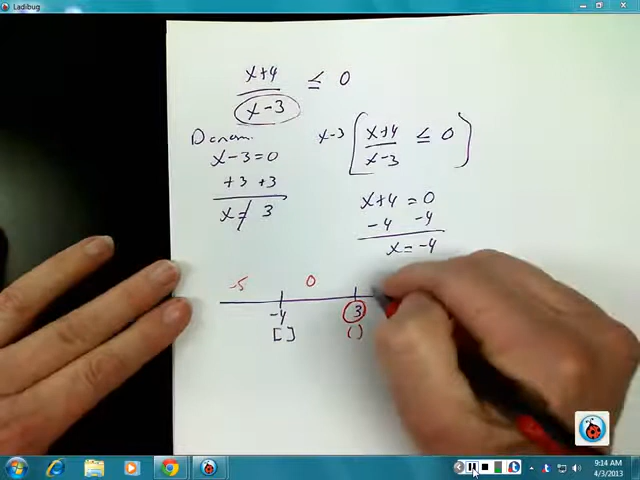 Ladibug
x+4 ≤ 0
x-3
Denom:
x-3=0
+3 +3
x≠ 3
x-3 [ x+4 ≤ 0 ]
x-3
x+4 = 0
-4 -4
x = -4
-5 0
-4 3
[ ] ( )
9:14 AM
4/3/2013